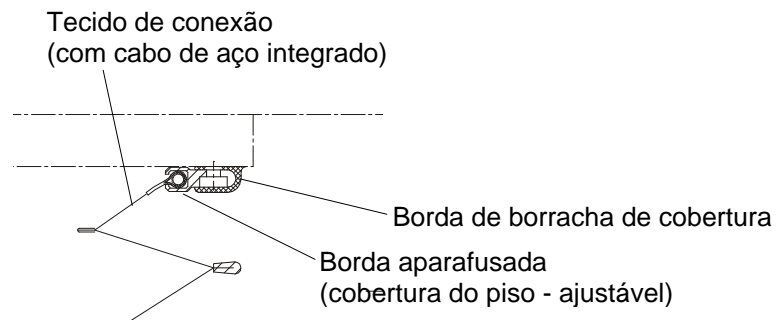 Tecido de conexão
(com cabo de aço integrado)
Borda de borracha de cobertura
Borda aparafusada
(cobertura do piso - ajustável)